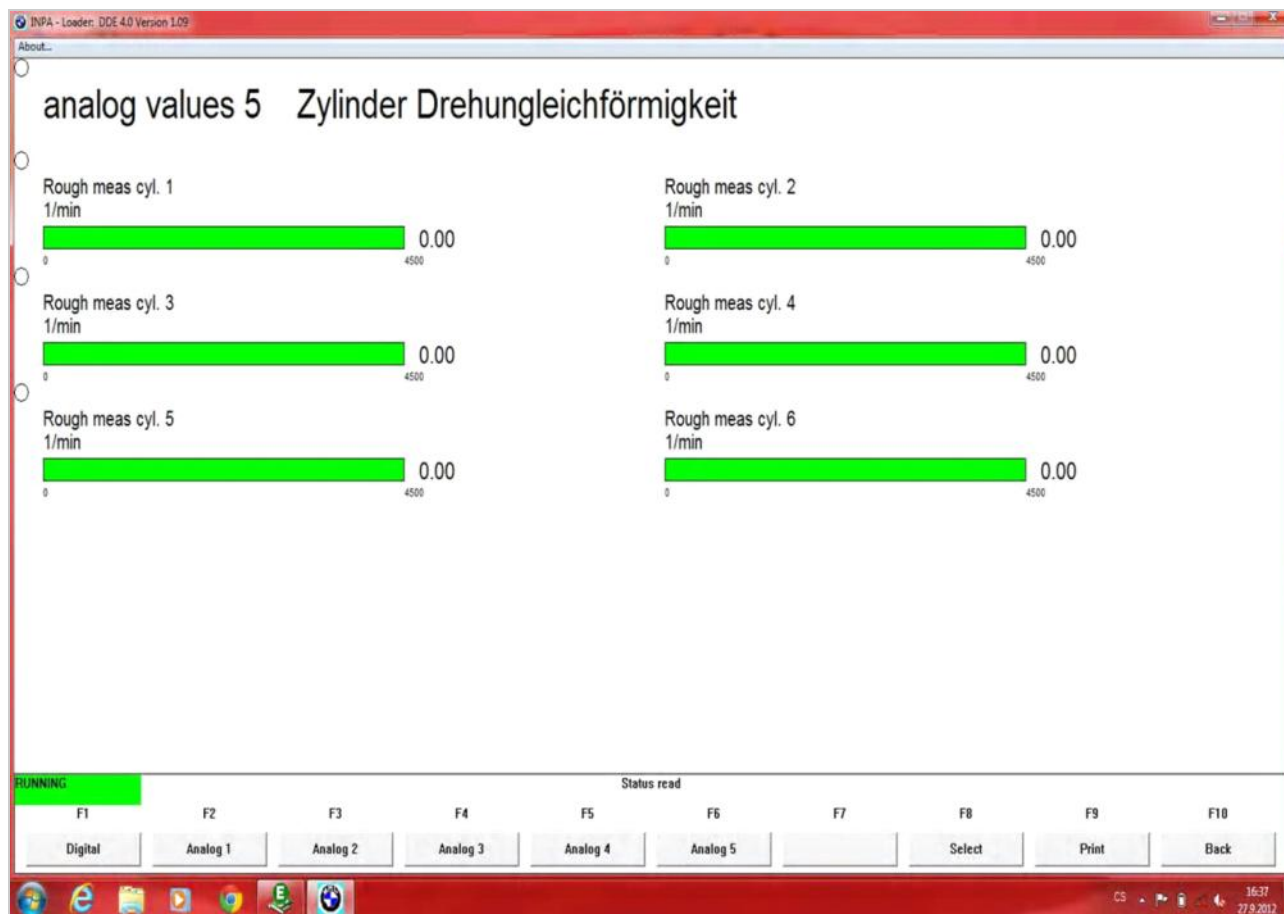 INPA - Loader: DDE 4.0 Version 1.09
About...
analog values 5 Zylinder Drehungleichförmigkeit
Rough meas cyl. 1
1/min
0.00
0 4500
Rough meas cyl. 2
1/min
0.00
0 4500
Rough meas cyl. 3
1/min
0.00
0 4500
Rough meas cyl. 4
1/min
0.00
0 4500
Rough meas cyl. 5
1/min
0.00
0 4500
Rough meas cyl. 6
1/min
0.00
0 4500
RUNNING Status read
F1 F2 F3 F4 F5 F6 F7 F8 F9 F10
Digital Analog 1 Analog 2 Analog 3 Analog 4 Analog 5 Select Print Back
CS 16:37
27.9.2012